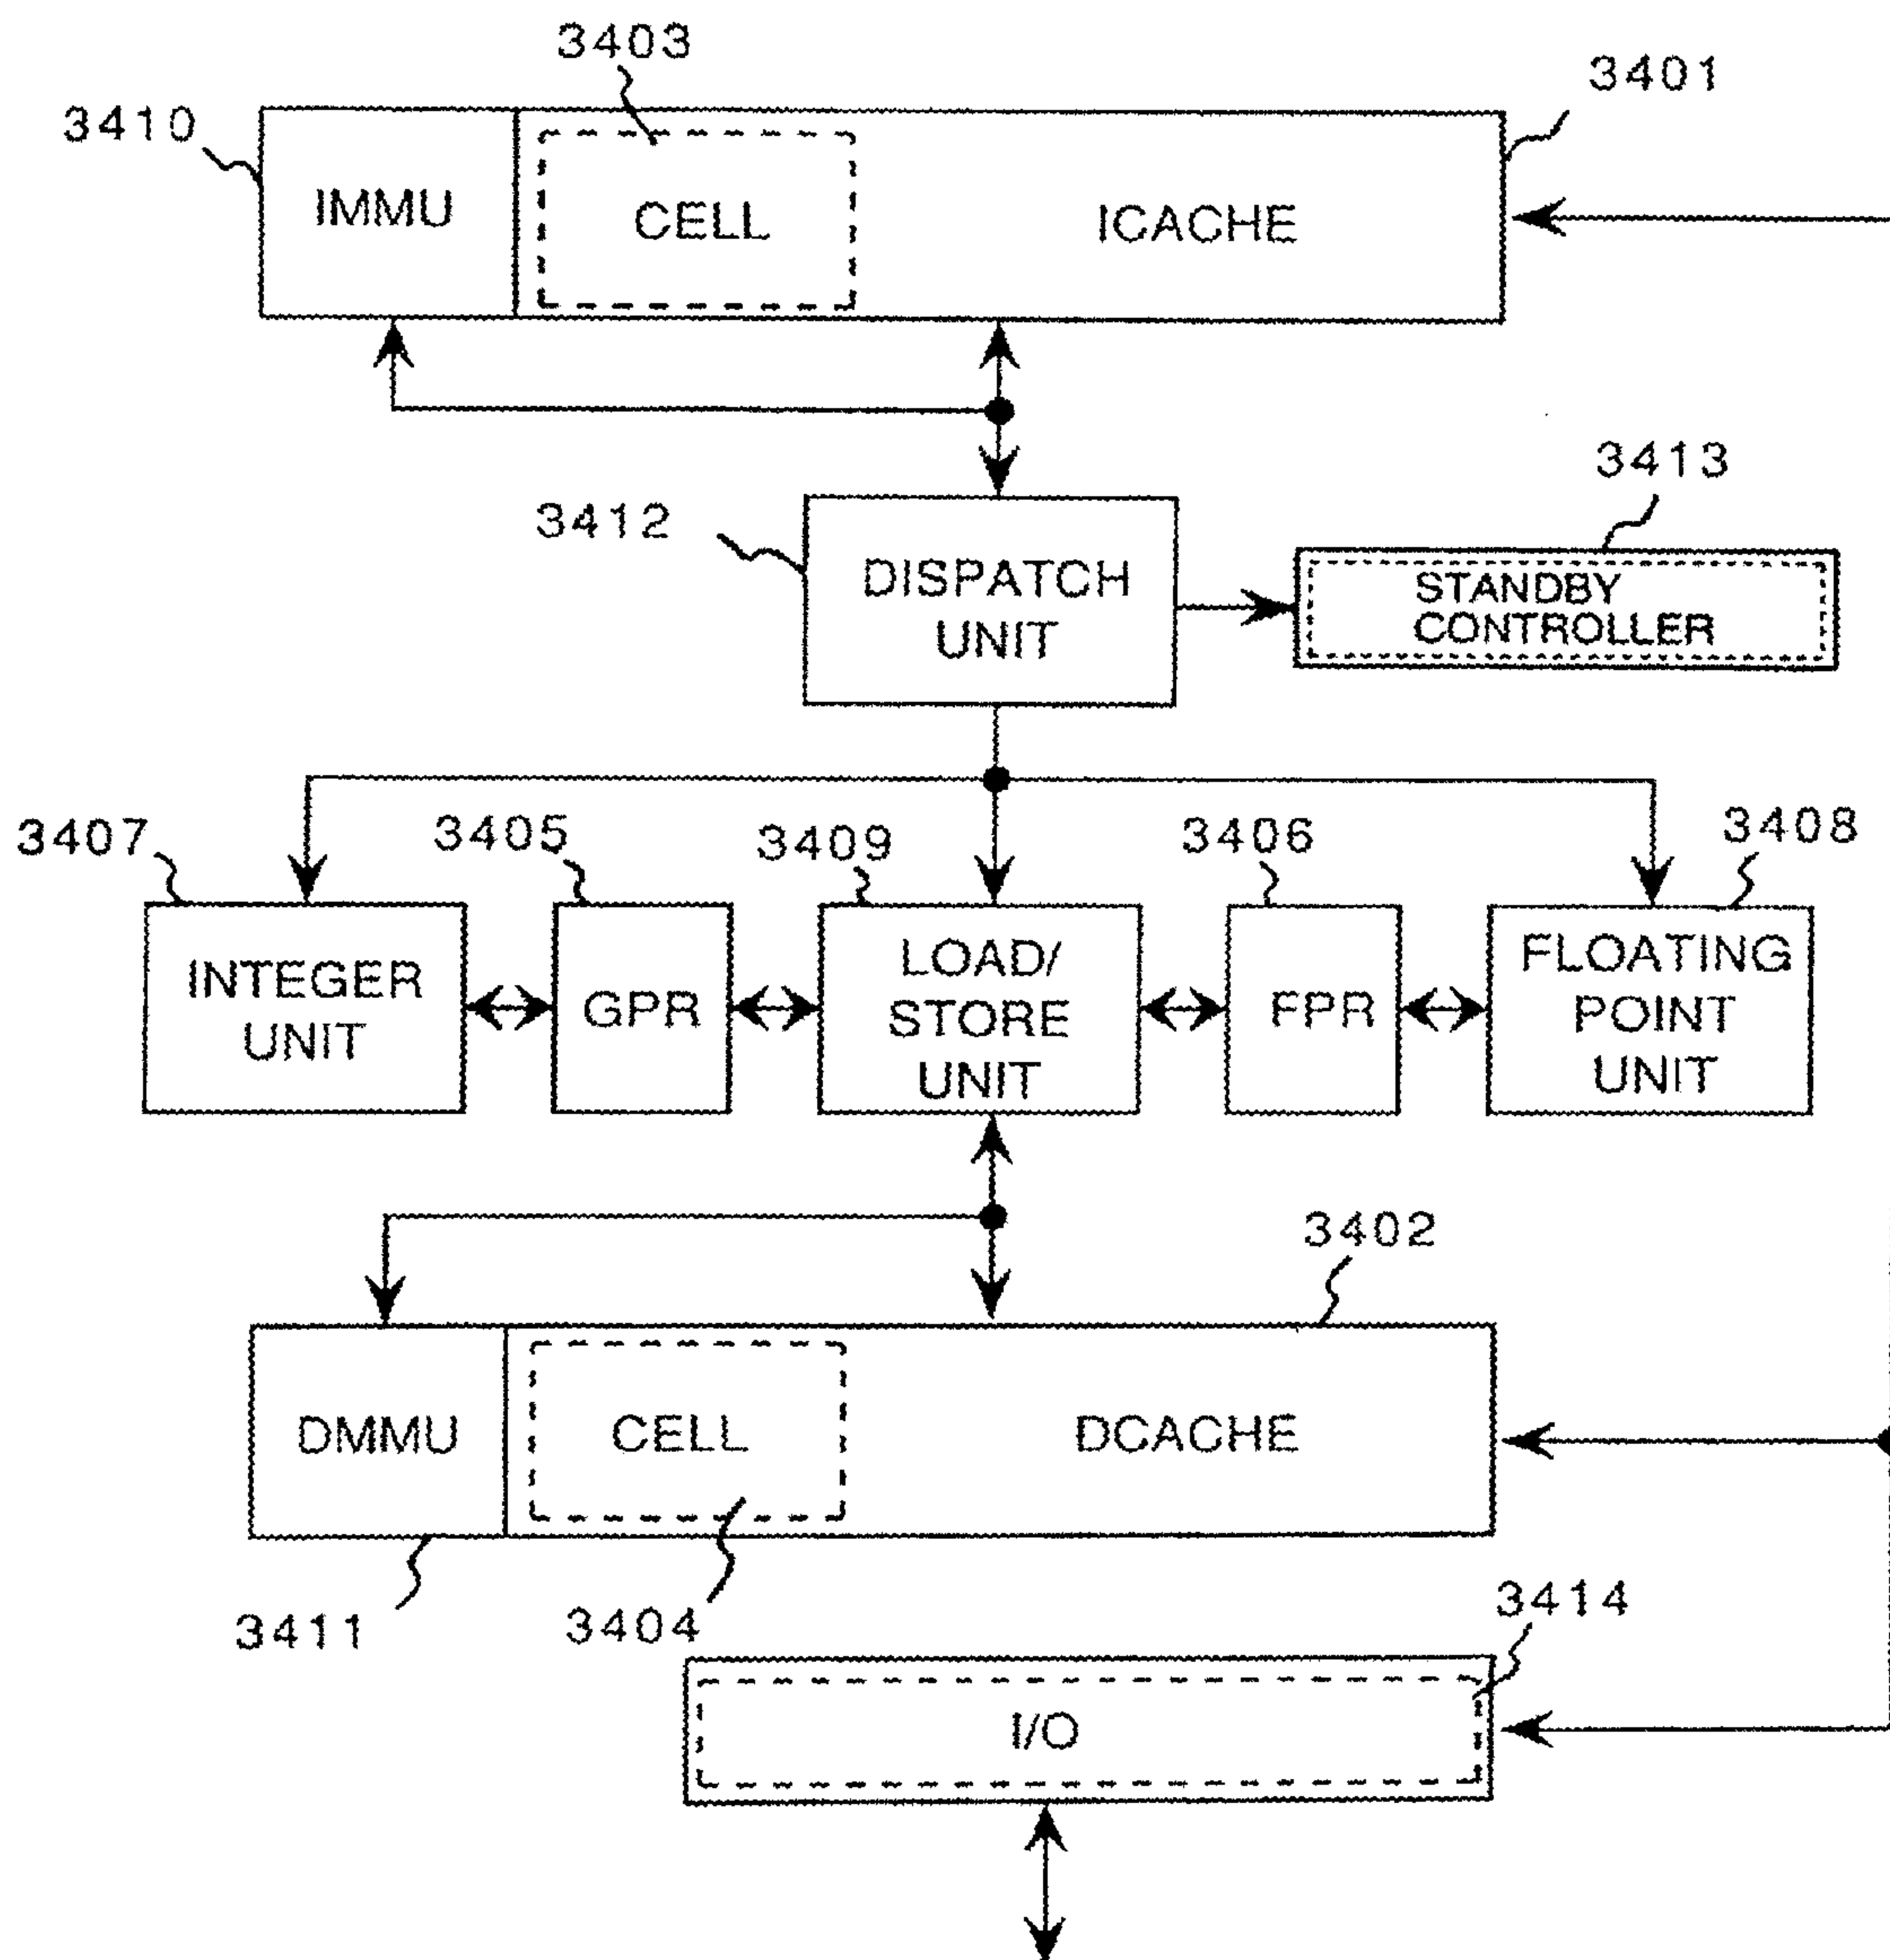 3403
3401
3410
IMMU
CELL
ICACHE
3413
3412
DISPATCH
UNIT
STANDBY
CONTROLLER
3407
3405
3409
3406
3408
INTEGER
UNIT
GPR
LOAD/
STORE
UNIT
FPR
FLOATING
POINT
UNIT
3402
DMMU
CELL
DCACHE
3411
3404
3414
I/O